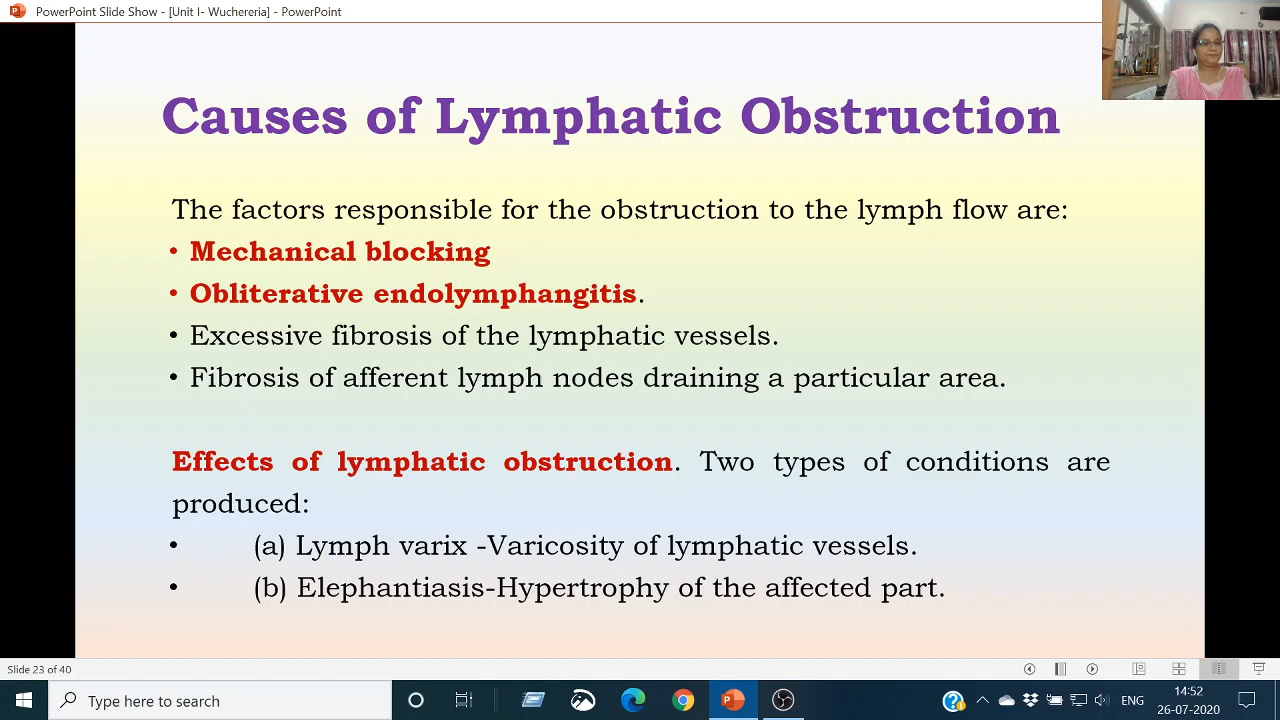 PowerPoint Slide Show - [Unit I- Wuchereria] - PowerPoint
Causes of Lymphatic Obstruction
The factors responsible for the obstruction to the lymph flow are:
• Mechanical blocking
• Obliterative endolymphangitis.
• Excessive fibrosis of the lymphatic vessels.
• Fibrosis of afferent lymph nodes draining a particular area.
Effects of lymphatic obstruction. Two types of conditions are
produced:
• (a) Lymph varix -Varicosity of lymphatic vessels.
• (b) Elephantiasis-Hypertrophy of the affected part.
Slide 23 of 40
Type here to search
ENG
14:52
26-07-2020